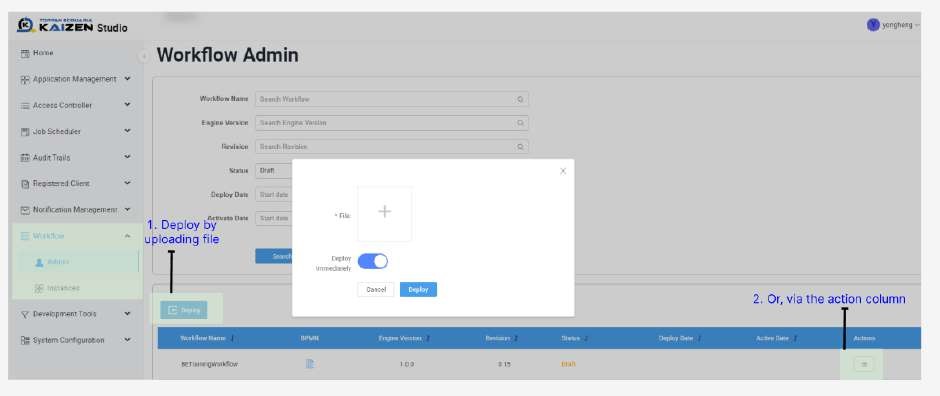 TOPPAN ECQUARIA
KAIZEN Studio
yongheng
Home
Workflow Admin
Application Management
Access Controller
Job Scheduler
Audit Trails
Registered Client
Notification Management
Workflow
Admin
Instances
Development Tools
System Configuration
Workflow Name Search Workflow
Engine Version Search Engine Version
Revision Search Revision
Status Draft
Deploy Date Start date
Activate Date Start date
Search
1. Deploy by
uploading file
* File
Deploy
Immediately
Cancel Deploy
Deploy
2. Or, via the action column
Workflow Name BPMN Engine Version Revision Status Deploy Date Active Date Actions
BETrainingWorkflow 1.0.0 0.15 Draft